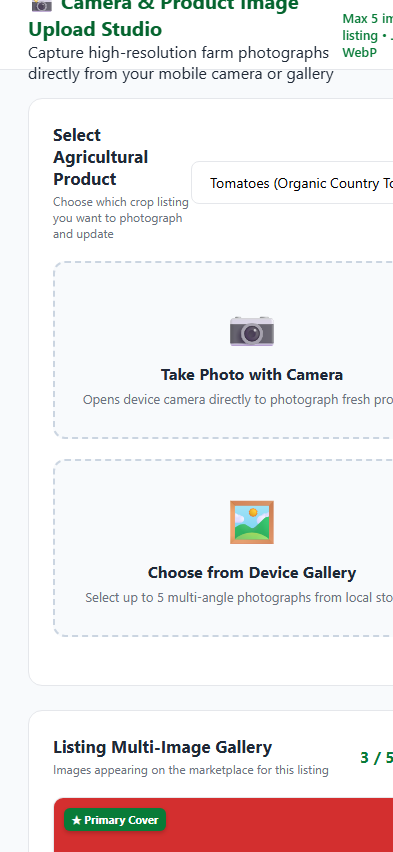 Camera & Product Image
Upload Studio
Capture high-resolution farm photographs
directly from your mobile camera or gallery
Max 5 im
listing •
WebP
Select
Agricultural
Product
Choose which crop listing
you want to photograph
and update
Tomatoes (Organic Country To
Take Photo with Camera
Opens device camera directly to photograph fresh pro
Choose from Device Gallery
Select up to 5 multi-angle photographs from local sto
Listing Multi-Image Gallery
Images appearing on the marketplace for this listing
3 / 5
★ Primary Cover